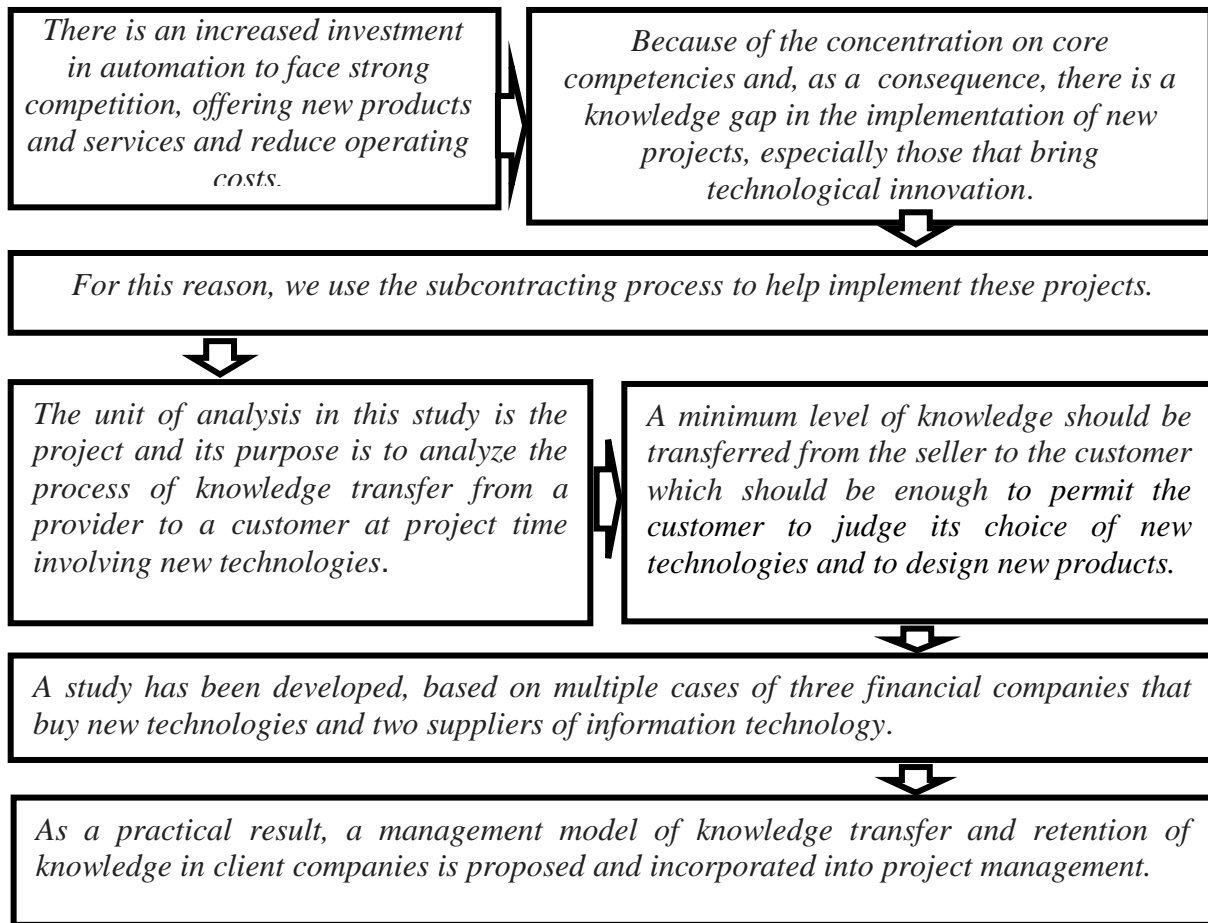 There is an increased investment
in automation to face strong
competition, offering new products
and services and reduce operating
costs.
Because of the concentration on core
competencies and, as a consequence, there is a
knowledge gap in the implementation of new
projects, especially those that bring
technological innovation.
For this reason, we use the subcontracting process to help implement these projects.
The unit of analysis in this study is the
project and its purpose is to analyze the
process of knowledge transfer from a
provider to a customer at project time
involving new technologies.
A minimum level of knowledge should be
transferred from the seller to the customer
which should be enough to permit the
customer to judge its choice of new
technologies and to design new products.
A study has been developed, based on multiple cases of three financial companies that
buy new technologies and two suppliers of information technology.
As a practical result, a management model of knowledge transfer and retention of
knowledge in client companies is proposed and incorporated into project management.